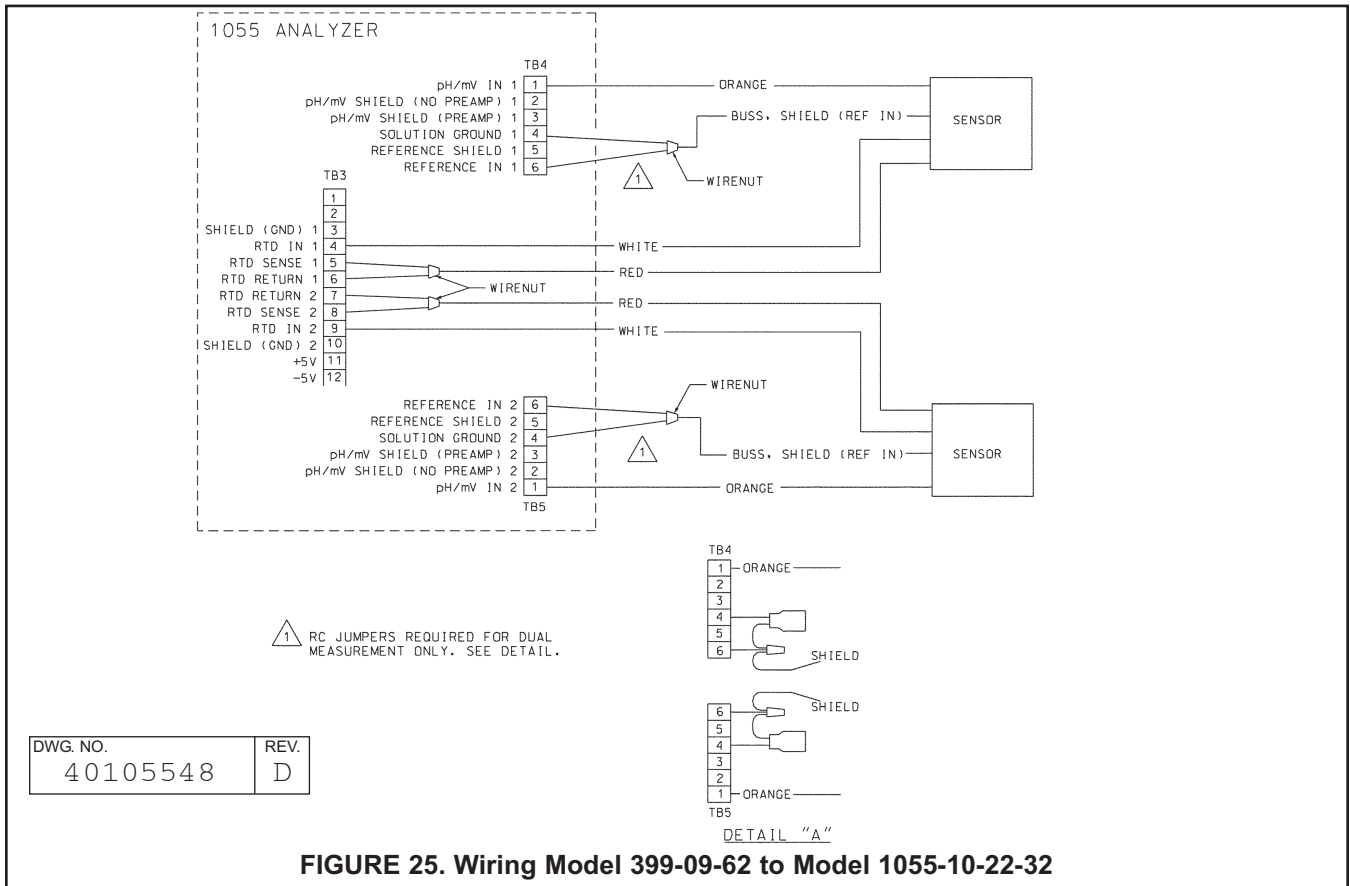 1055 ANALYZER
TB4
pH/mV IN 1 1 ORANGE
pH/mV SHIELD (NO PREAMP) 1 2
pH/mV SHIELD (PREAMP) 1 3
SOLUTION GROUND 1 4
REFERENCE SHIELD 1 5
REFERENCE IN 1 6
BUSS, SHIELD (REF IN)
SENSOR
1
WIRENUT
TB3
1
2
SHIELD (GND) 1 3
RTD IN 1 4 WHITE
RTD SENSE 1 5 RED
RTD RETURN 1 6
WIRENUT
RTD RETURN 2 7 RED
RTD SENSE 2 8
RTD IN 2 9 WHITE
SHIELD (GND) 2 10
+5V 11
-5V 12
WIRENUT
REFERENCE IN 2 6
REFERENCE SHIELD 2 5
SOLUTION GROUND 2 4
pH/mV SHIELD (PREAMP) 2 3
pH/mV SHIELD (NO PREAMP) 2 2
pH/mV IN 2 1 ORANGE
TB5
1
BUSS, SHIELD (REF IN)
SENSOR
TB4
1 ORANGE
2
3
4
5
6
SHIELD
SHIELD
6
5
4
3
2
1 ORANGE
TB5
DETAIL "A"
1 RC JUMPERS REQUIRED FOR DUAL
MEASUREMENT ONLY. SEE DETAIL.
DWG. NO. REV.
40105548 D
FIGURE 25. Wiring Model 399-09-62 to Model 1055-10-22-32